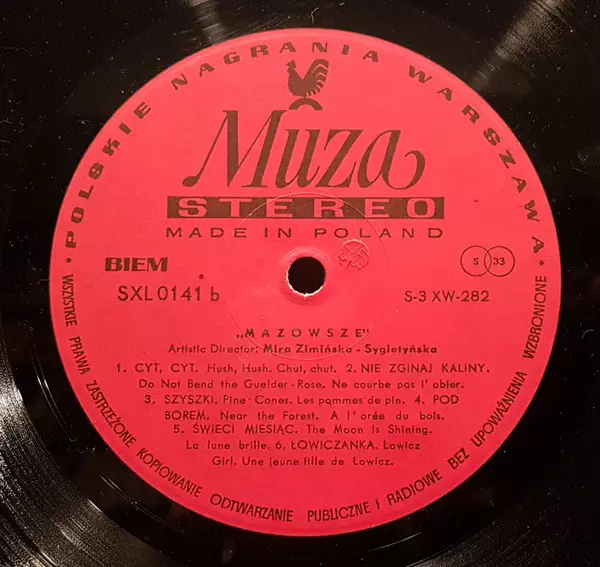 • POLSKIE NAGRANIA WARSZAWA •
Muza
STEREO
MADE IN POLAND
BIEM
S 33
SXL 0141 b
S-3 XW-282
„MAZOWSZE"
Artistic Director: Mira Zimińska - Sygietyńska
1. CYT, CYT. Hush, Hush. Chut, chut. 2. NIE ZGINAJ KALINY.
Do Not Bend the Guelder - Rose. Ne courbe pas l' obier.
3. SZYSZKI. Pine - Cones. Les pommes de pin. 4. POD
BOREM. Near the Forest. A l' orée du bois.
5. ŚWIECI MIESIĄC. The Moon is Shining.
La lune brille. 6. ŁOWICZANKA. Łowicz
Girl. Une jeune fille de Łowicz.
WSZYSTKIE PRAWA ZASTRZEŻONE KOPIOWANIE ODTWARZANIE PUBLICZNE I RADIOWE BEZ UPOWAŻNIENIA WZBRONIONE